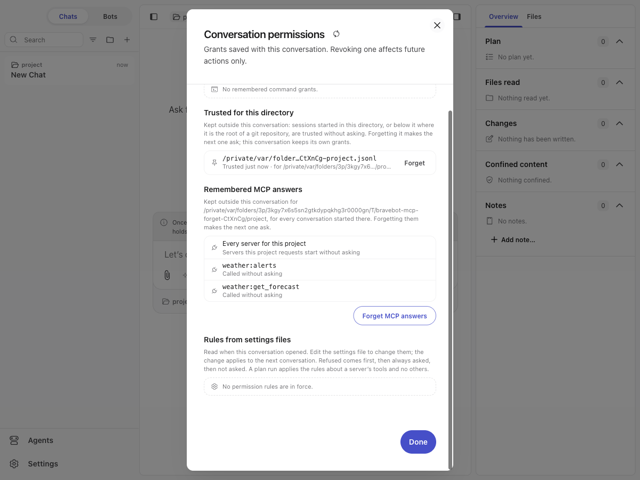 Chats
Bots
Search
project
now
New Chat
Agents
Settings
Conversation permissions
Grants saved with this conversation. Revoking one affects future
actions only.
No remembered command grants.
Trusted for this directory
Kept outside this conversation: sessions started in this directory, or below it where
it is the root of a git repository, are trusted without asking. Forgetting it makes the
next one ask; this conversation keeps its own grants.
/private/var/folder…CtXnCg-project.jsonl
Trusted just now · for /private/var/folders/3p/3kgy7v6…/pro…
Forget
Remembered MCP answers
Kept outside this conversation for
forget-CtXnCg/project, for every conversation started there. Forgetting them
makes the next one ask.
Every server for this project
Servers this project requests start without asking
weather:alerts
Called without asking
weather:get_forecast
Called without asking
Forget MCP answers
Rules from settings files
Read when this conversation opened. Edit the settings file to change them; the
change applies to the next conversation. Refused comes first, then always asked,
then not asked. A plan run applies the rules about a server's tools and no others.
No permission rules are in force.
Done
Ask
Once
Let's
proje
Overview
Files
Plan
0
No plan yet.
Files read
0
Nothing read yet.
Changes
0
Nothing has been written.
Confined content
0
Nothing confined.
Notes
0
No notes.
Add note...